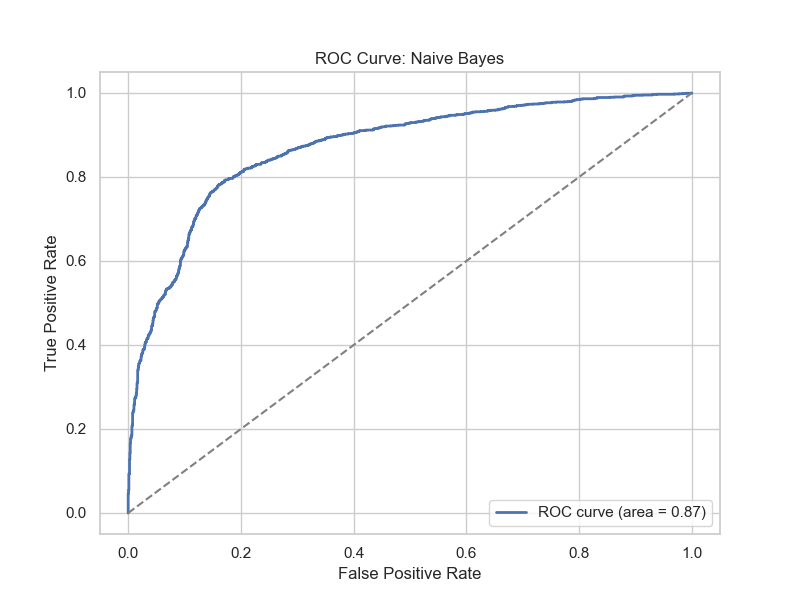 ROC Curve: Naive Bayes
True Positive Rate
1.0
0.8
0.6
0.4
0.2
0.0
ROC curve (area = 0.87)
0.0 0.2 0.4 0.6 0.8 1.0
False Positive Rate